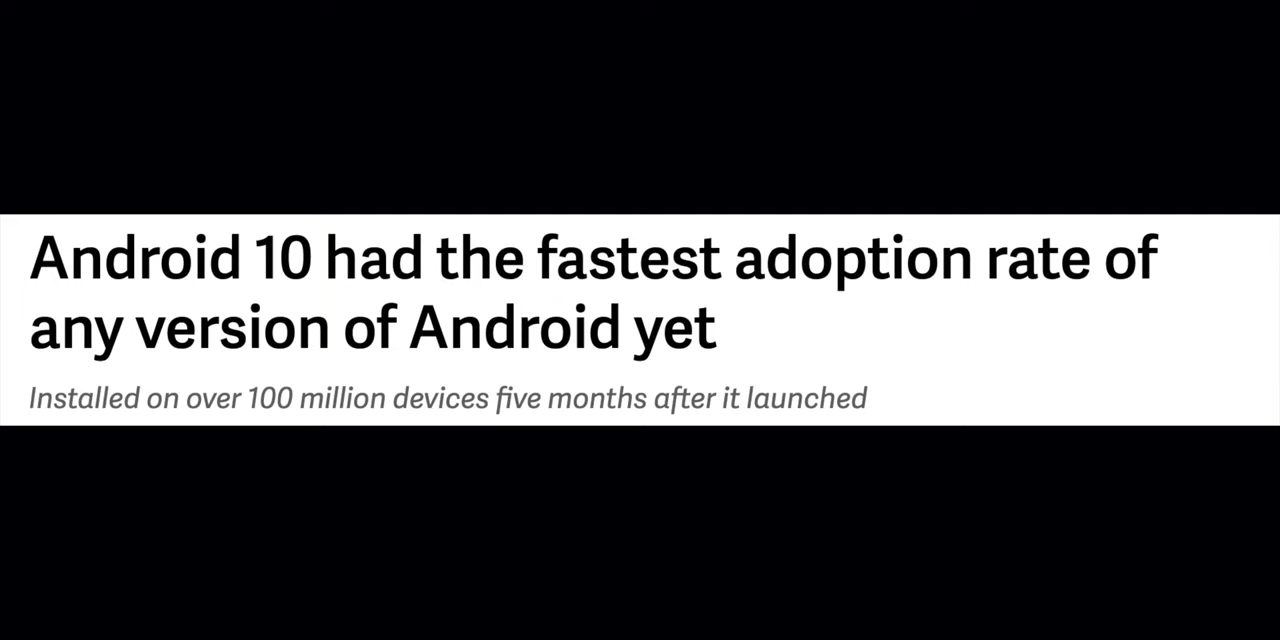 Android 10 had the fastest adoption rate of
any version of Android yet
Installed on over 100 million devices five months after it launched